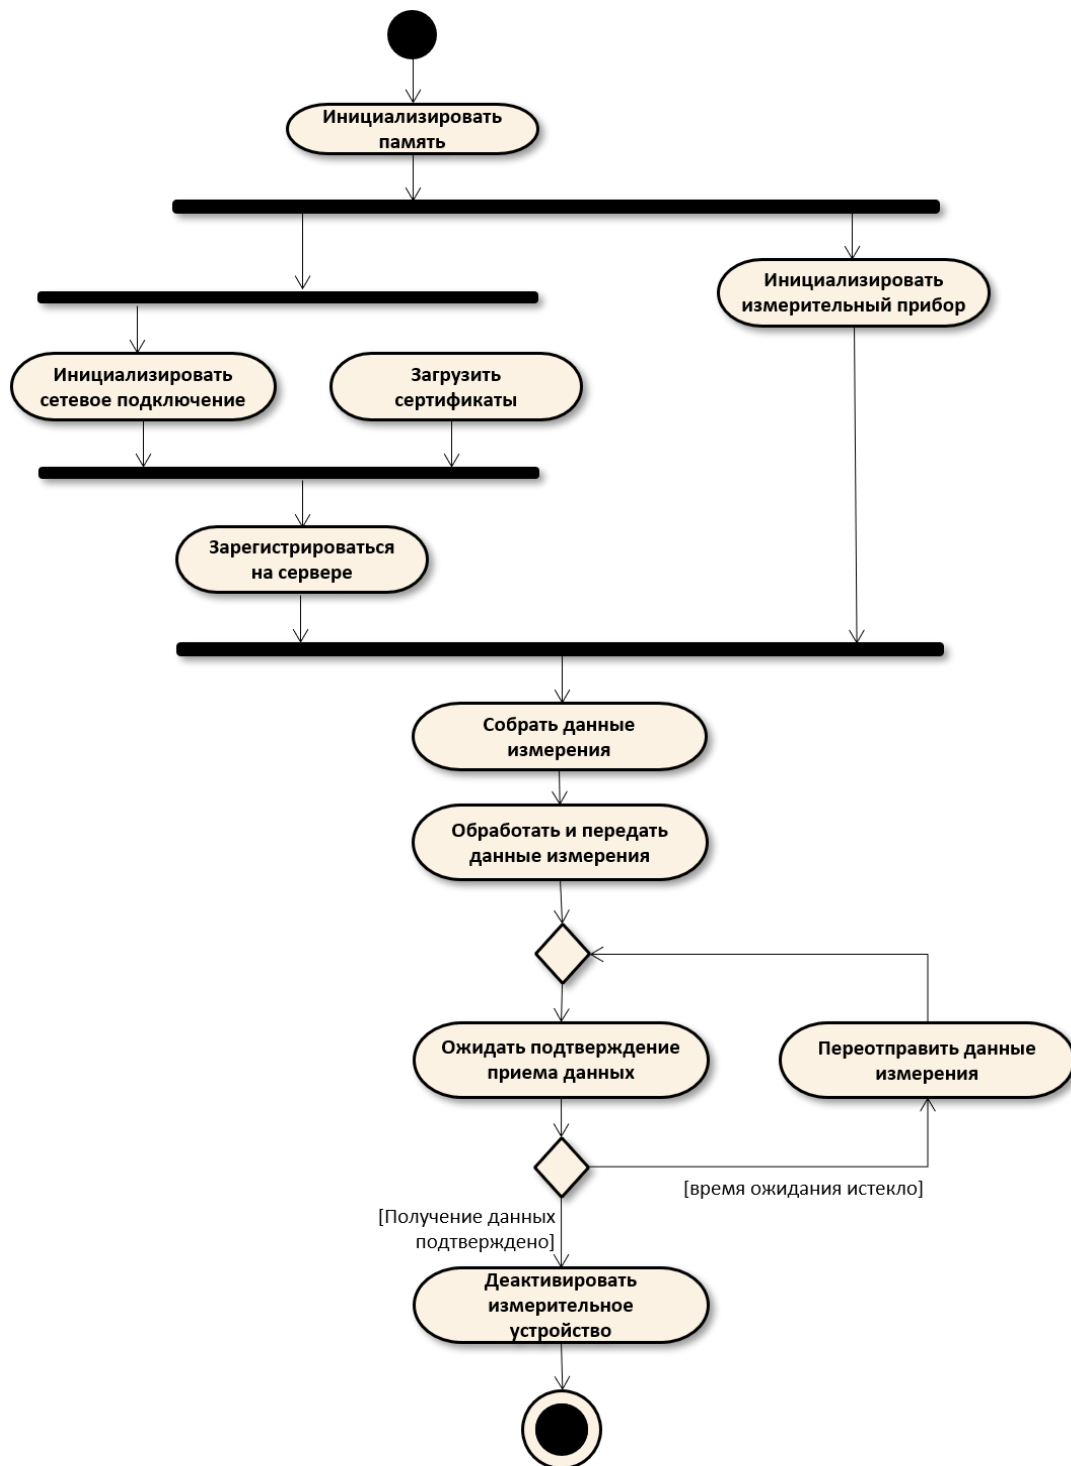 Инициализировать
память
Инициализировать
измерительный прибор
Инициализировать
сетевое подключение
Загрузить
сертификаты
Зарегистрироваться
на сервере
Собрать данные
измерения
Обработать и передать
данные измерения
Ожидать подтверждение
приема данных
Переотправить данные
измерения
[время ожидания истекло]
[Получение данных
подтверждено]
Деактивировать
измерительное
устройство